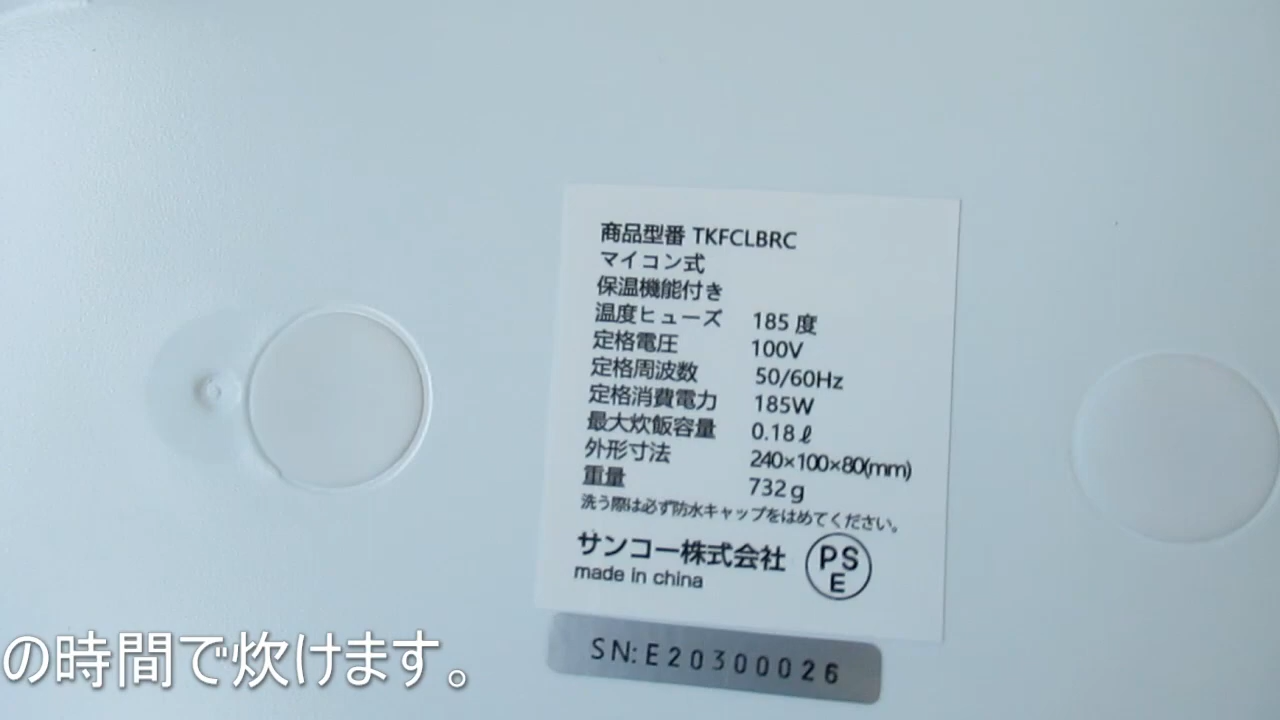 商品型番 TKFCLBRC
マイコン式
保温機能付き
温度ヒューズ 185 度
定格電圧 100V
定格周波数 50/60Hz
定格消費電力 185W
最大炊飯容量 0.18ℓ
外形寸法 240×100×80(mm)
重量 732g
洗う際は必ず防水キャップをはめてください。
サンコー株式会社
made in china
PS
E
SN:E20300026
の時間で炊けます。